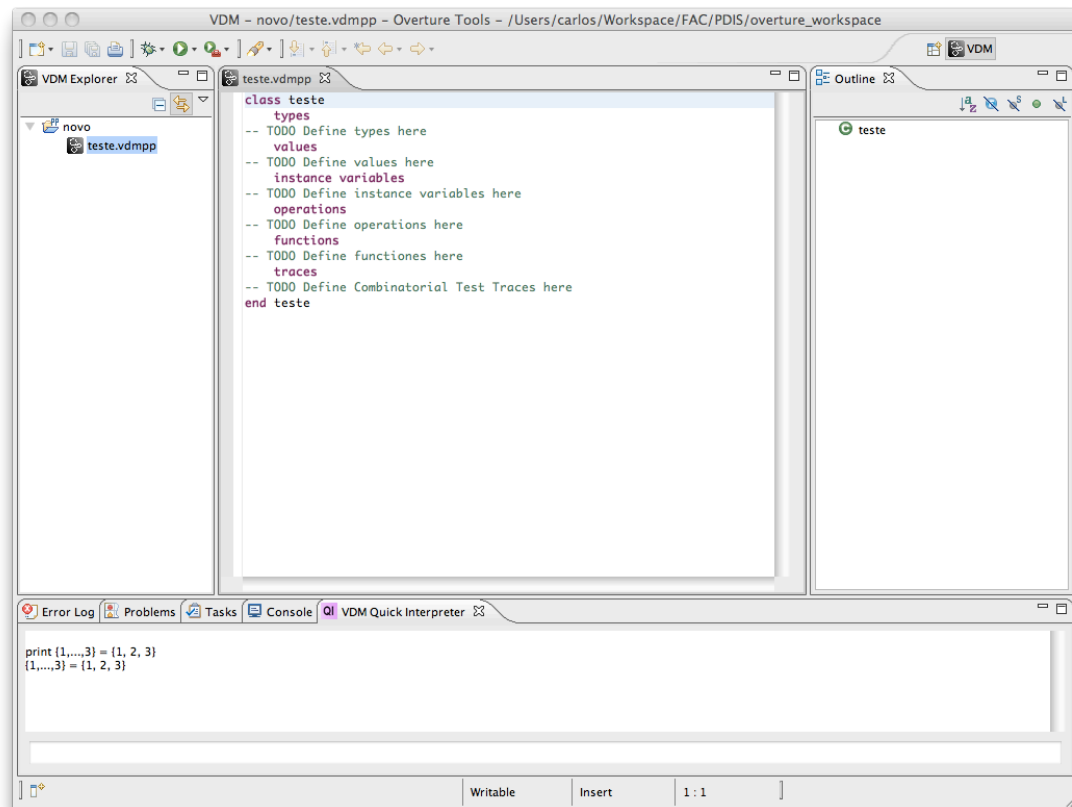 VDM – novo/teste.vdmpp – Overture Tools – /Users/carlos/Workspace/FAC/PDIS/overture_workspace
VDM
VDM Explorer
teste.vdmpp
Outline
novo
teste.vdmpp
class teste
types
-- TODO Define types here
values
-- TODO Define values here
instance variables
-- TODO Define instance variables here
operations
-- TODO Define operations here
functions
-- TODO Define functiones here
traces
-- TODO Define Combinatorial Test Traces here
end teste
teste
Error Log
Problems
Tasks
Console
QI VDM Quick Interpreter
print {1,...,3} = {1, 2, 3}
{1,...,3} = {1, 2, 3}
Writable
Insert
1 : 1